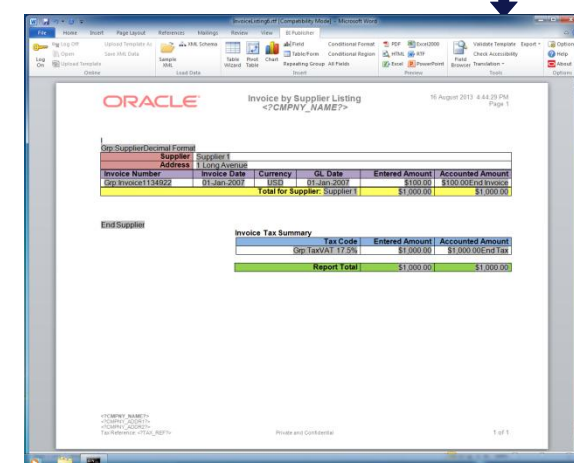 InvoiceListing6.rtf [Compatibility Mode] - Microsoft Word
File Home Insert Page Layout References Mailings Review View BI Publisher
Log On
Log Off
Open
Upload Template
Upload Template As
Save XML Data
Online
Sample XML
XML Schema
Load Data
Table Wizard
Pivot Table
Chart
Field
Table/Form
Repeating Group
Conditional Format
Conditional Region
All Fields
Insert
PDF
HTML
Excel
Excel2000
RTF
PowerPoint
Preview
Field Browser
Validate Template
Check Accessibility
Translation
Export
Tools
Options
Help
About
Options
ORACLE
Invoice by Supplier Listing
<?CMPNY_NAME?>
16 August 2013 4:44:29 PM
Page 1
Grp:SupplierDecimal Format
Supplier Supplier 1
Address 1 Long Avenue
Invoice Number Invoice Date Currency GL Date Entered Amount Accounted Amount
Grp:Invoice1134922 01-Jan-2007 USD 01-Jan-2007 $100.00 $100.00End Invoice
Total for Supplier: Supplier 1 $1,000.00 $1,000.00
End Supplier
Invoice Tax Summary
Tax Code Entered Amount Accounted Amount
Grp:TaxVAT 17.5% $1,000.00 $1,000.00End Tax
Report Total $1,000.00 $1,000.00
<?CMPNY_NAME?>
<?CMPNY_ADDR1?>
<?CMPNY_ADDR2?>
Tax Reference: <?TAX_REF?>
Private and Confidential
1 of 1